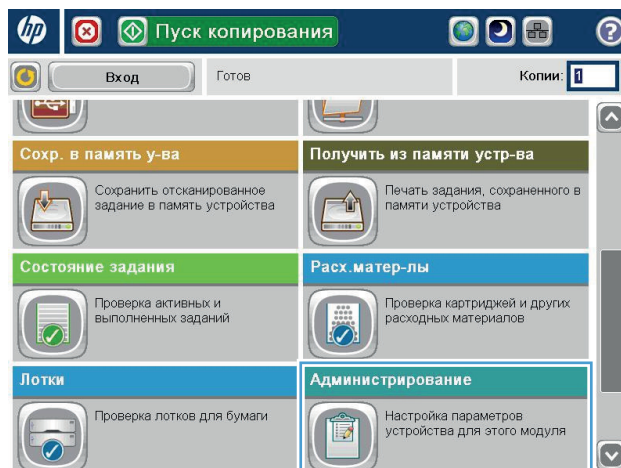 hp
Пуск копирования
?
Вход
Готов
Копии: 1
Сохр. в память у-ва
Сохранить отсканированное
задание в память устройства
Получить из памяти устр-ва
Печать задания, сохраненного в
памяти устройства
Состояние задания
Проверка активных и
выполненных заданий
Расх.матер-лы
Проверка картриджей и других
расходных материалов
Лотки
Проверка лотков для бумаги
Администрирование
Настройка параметров
устройства для этого модуля